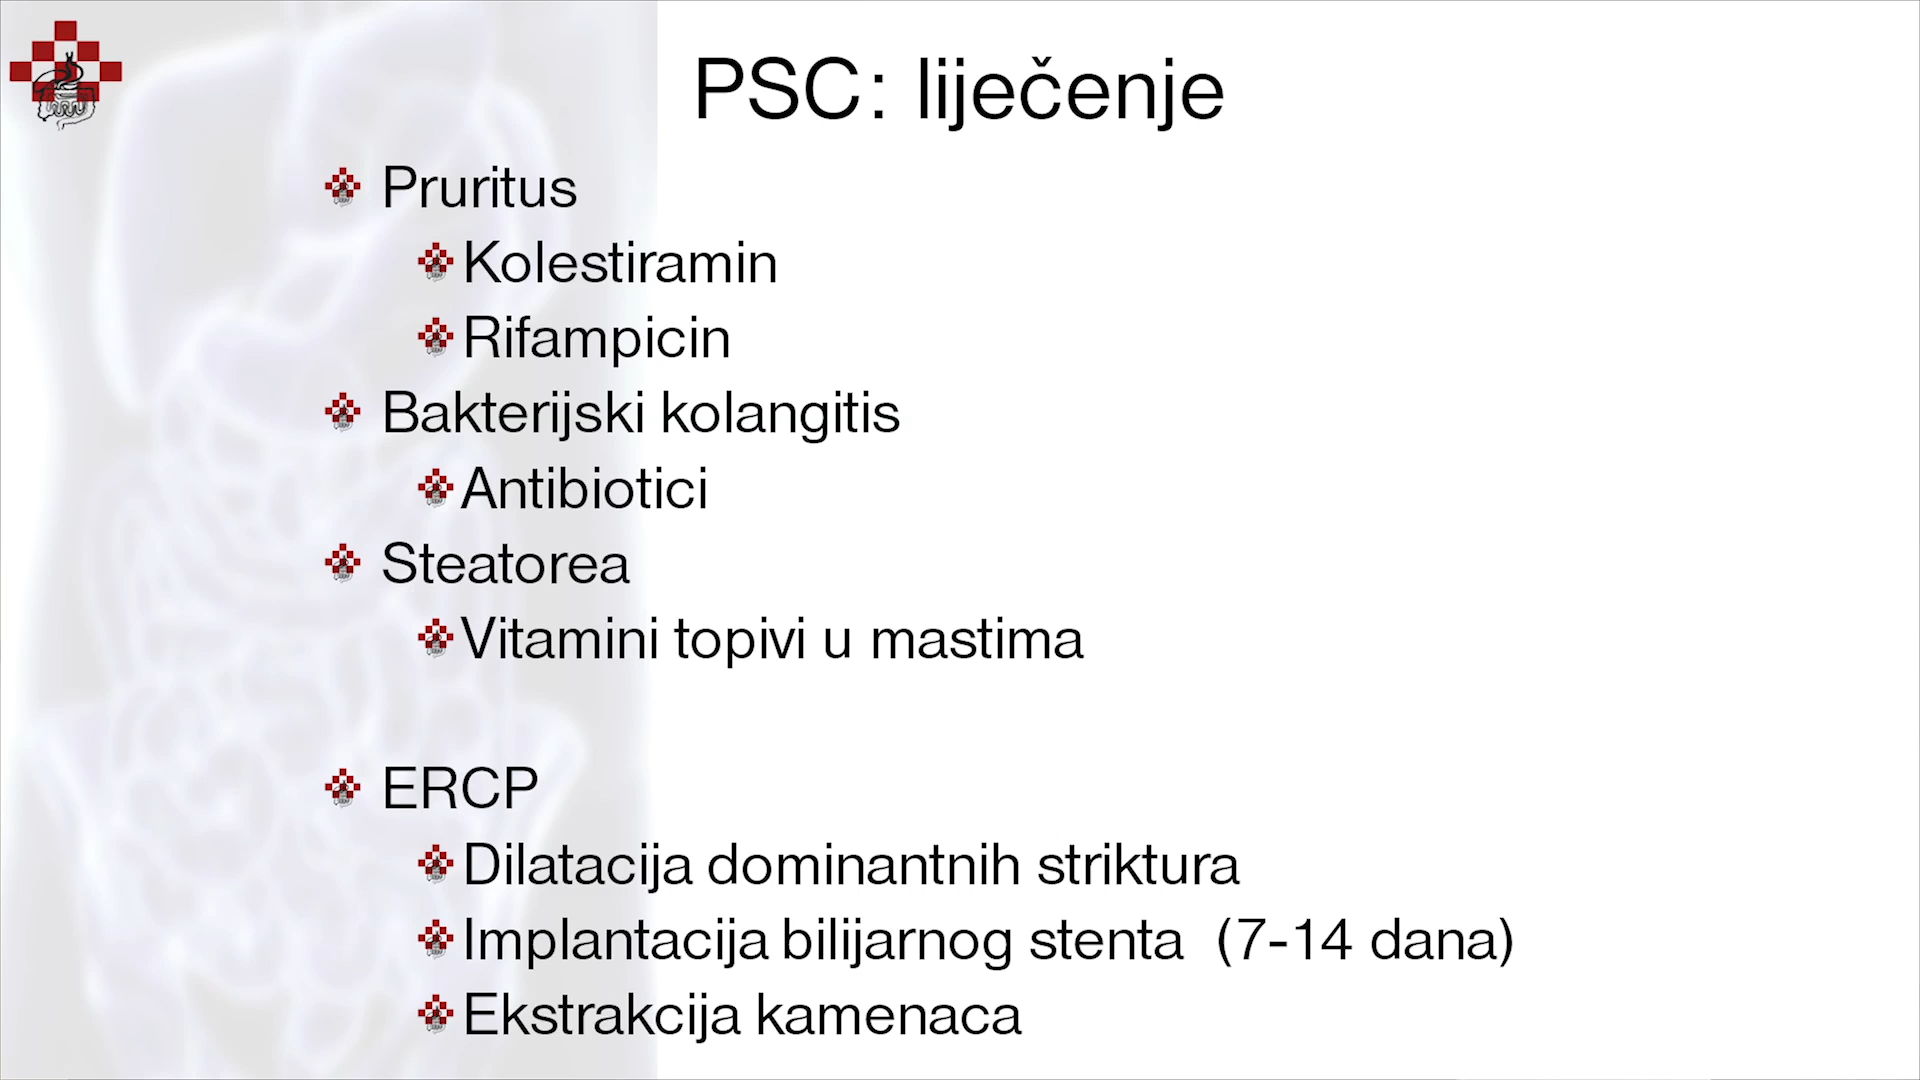 PSC: liječenje
Pruritus
Kolestiramin
Rifampicin
Bakterijski kolangitis
Antibiotici
Steatorea
Vitamini topivi u mastima
ERCP
Dilatacija dominantnih striktura
Implantacija bilijarnog stenta (7-14 dana)
Ekstrakcija kamenaca